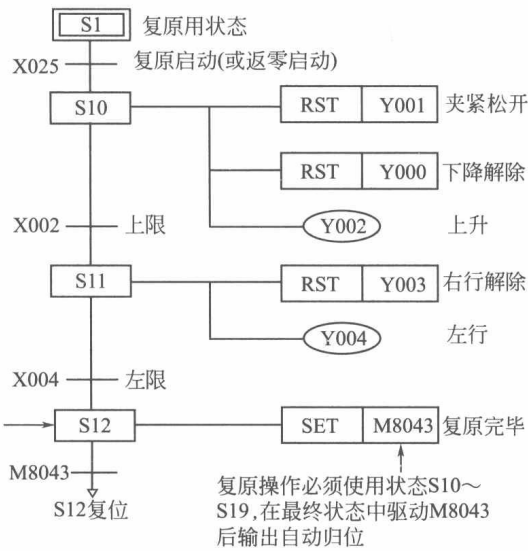 S1 复原用状态
X025 复原启动(或返零启动)
S10 RST Y001 夹紧松开
RST Y000 下降解除
X002 上限 Y002 上升
S11 RST Y003 右行解除
Y004 左行
X004 左限
S12 SET M8043 复原完毕
M8043
S12复位
复原操作必须使用状态S10～
S19,在最终状态中驱动M8043
后输出自动归位